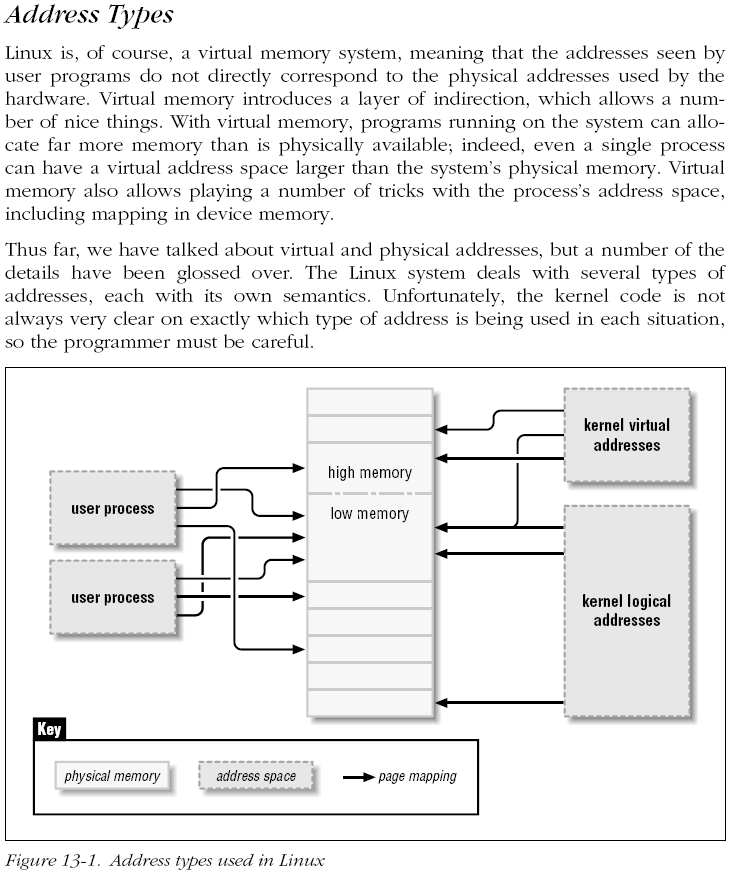 Address Types
Linux is, of course, a virtual memory system, meaning that the addresses seen by
user programs do not directly correspond to the physical addresses used by the
hardware. Virtual memory introduces a layer of indirection, which allows a num-
ber of nice things. With virtual memory, programs running on the system can allo-
cate far more memory than is physically available; indeed, even a single process
can have a virtual address space larger than the system's physical memory. Virtual
memory also allows playing a number of tricks with the process's address space,
including mapping in device memory.
Thus far, we have talked about virtual and physical addresses, but a number of the
details have been glossed over. The Linux system deals with several types of
addresses, each with its own semantics. Unfortunately, the kernel code is not
always very clear on exactly which type of address is being used in each situation,
so the programmer must be careful.
user process
user process
high memory
low memory
kernel virtual
addresses
kernel logical
addresses
Key
physical memory
address space
page mapping
Figure 13-1. Address types used in Linux